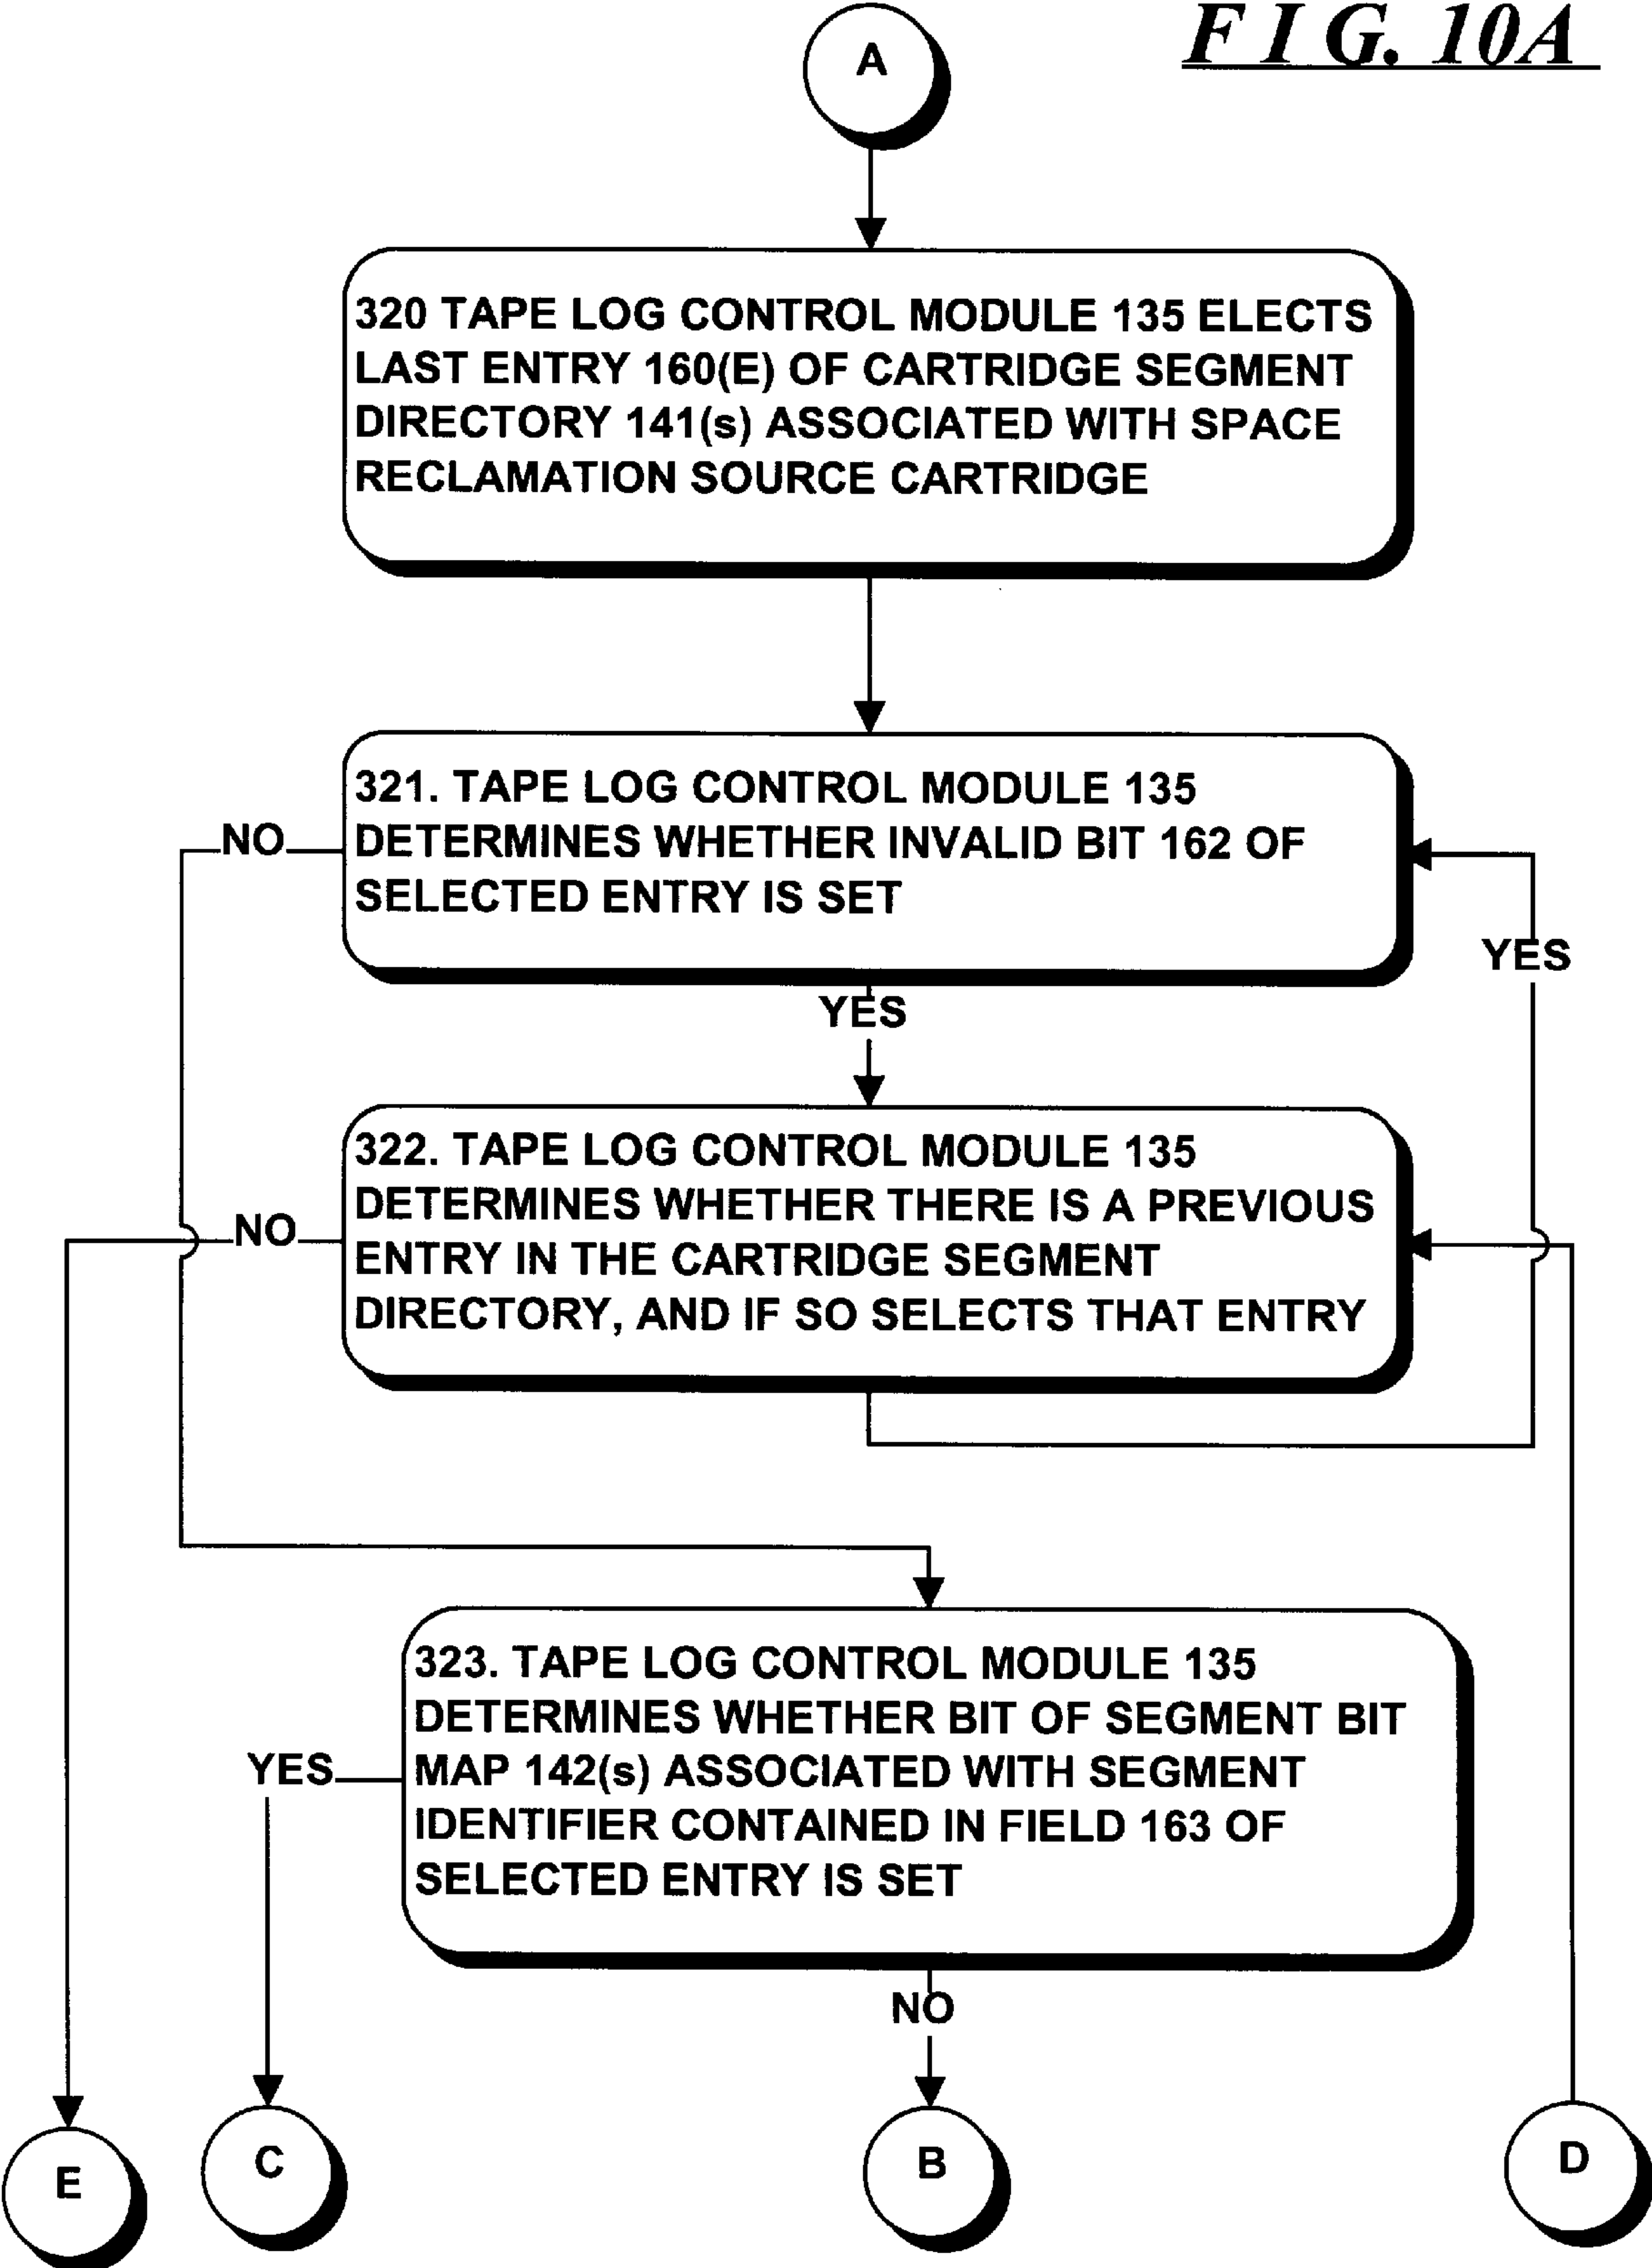 F I G. 10A
A
320 TAPE LOG CONTROL MODULE 135 ELECTS
LAST ENTRY 160(E) OF CARTRIDGE SEGMENT
DIRECTORY 141(s) ASSOCIATED WITH SPACE
RECLAMATION SOURCE CARTRIDGE
321. TAPE LOG CONTROL MODULE 135
DETERMINES WHETHER INVALID BIT 162 OF
SELECTED ENTRY IS SET
NO
YES
YES
322. TAPE LOG CONTROL MODULE 135
DETERMINES WHETHER THERE IS A PREVIOUS
ENTRY IN THE CARTRIDGE SEGMENT
DIRECTORY, AND IF SO SELECTS THAT ENTRY
NO
323. TAPE LOG CONTROL MODULE 135
DETERMINES WHETHER BIT OF SEGMENT BIT
MAP 142(s) ASSOCIATED WITH SEGMENT
IDENTIFIER CONTAINED IN FIELD 163 OF
SELECTED ENTRY IS SET
YES
NO
E
C
B
D